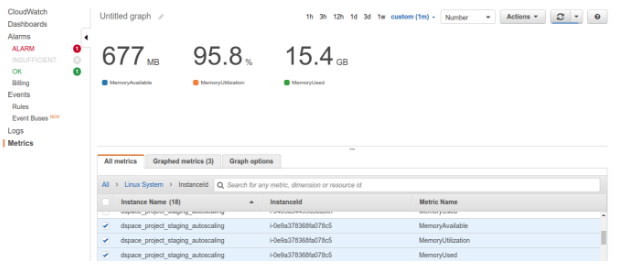 CloudWatch
Dashboards
Alarms
ALARM 1
INSUFFICIENT 0
OK 1
Billing
Events
Rules
Event Buses NEW
Logs
Metrics
Untitled graph
1h 3h 12h 1d 3d 1w custom (1m) Number Actions
677 MB 95.8 % 15.4 GB
MemoryAvailable MemoryUtilization MemoryUsed
All metrics Graphed metrics (3) Graph options
All > Linux System > InstanceId Search for any metric, dimension or resource id
Instance Name (18) InstanceId Metric Name
dspace_project_staging_autoscaling MemoryUsed
dspace_project_staging_autoscaling i-0e9a378368fa078c5 MemoryAvailable
dspace_project_staging_autoscaling i-0e9a378368fa078c5 MemoryUtilization
dspace_project_staging_autoscaling i-0e9a378368fa078c5 MemoryUsed